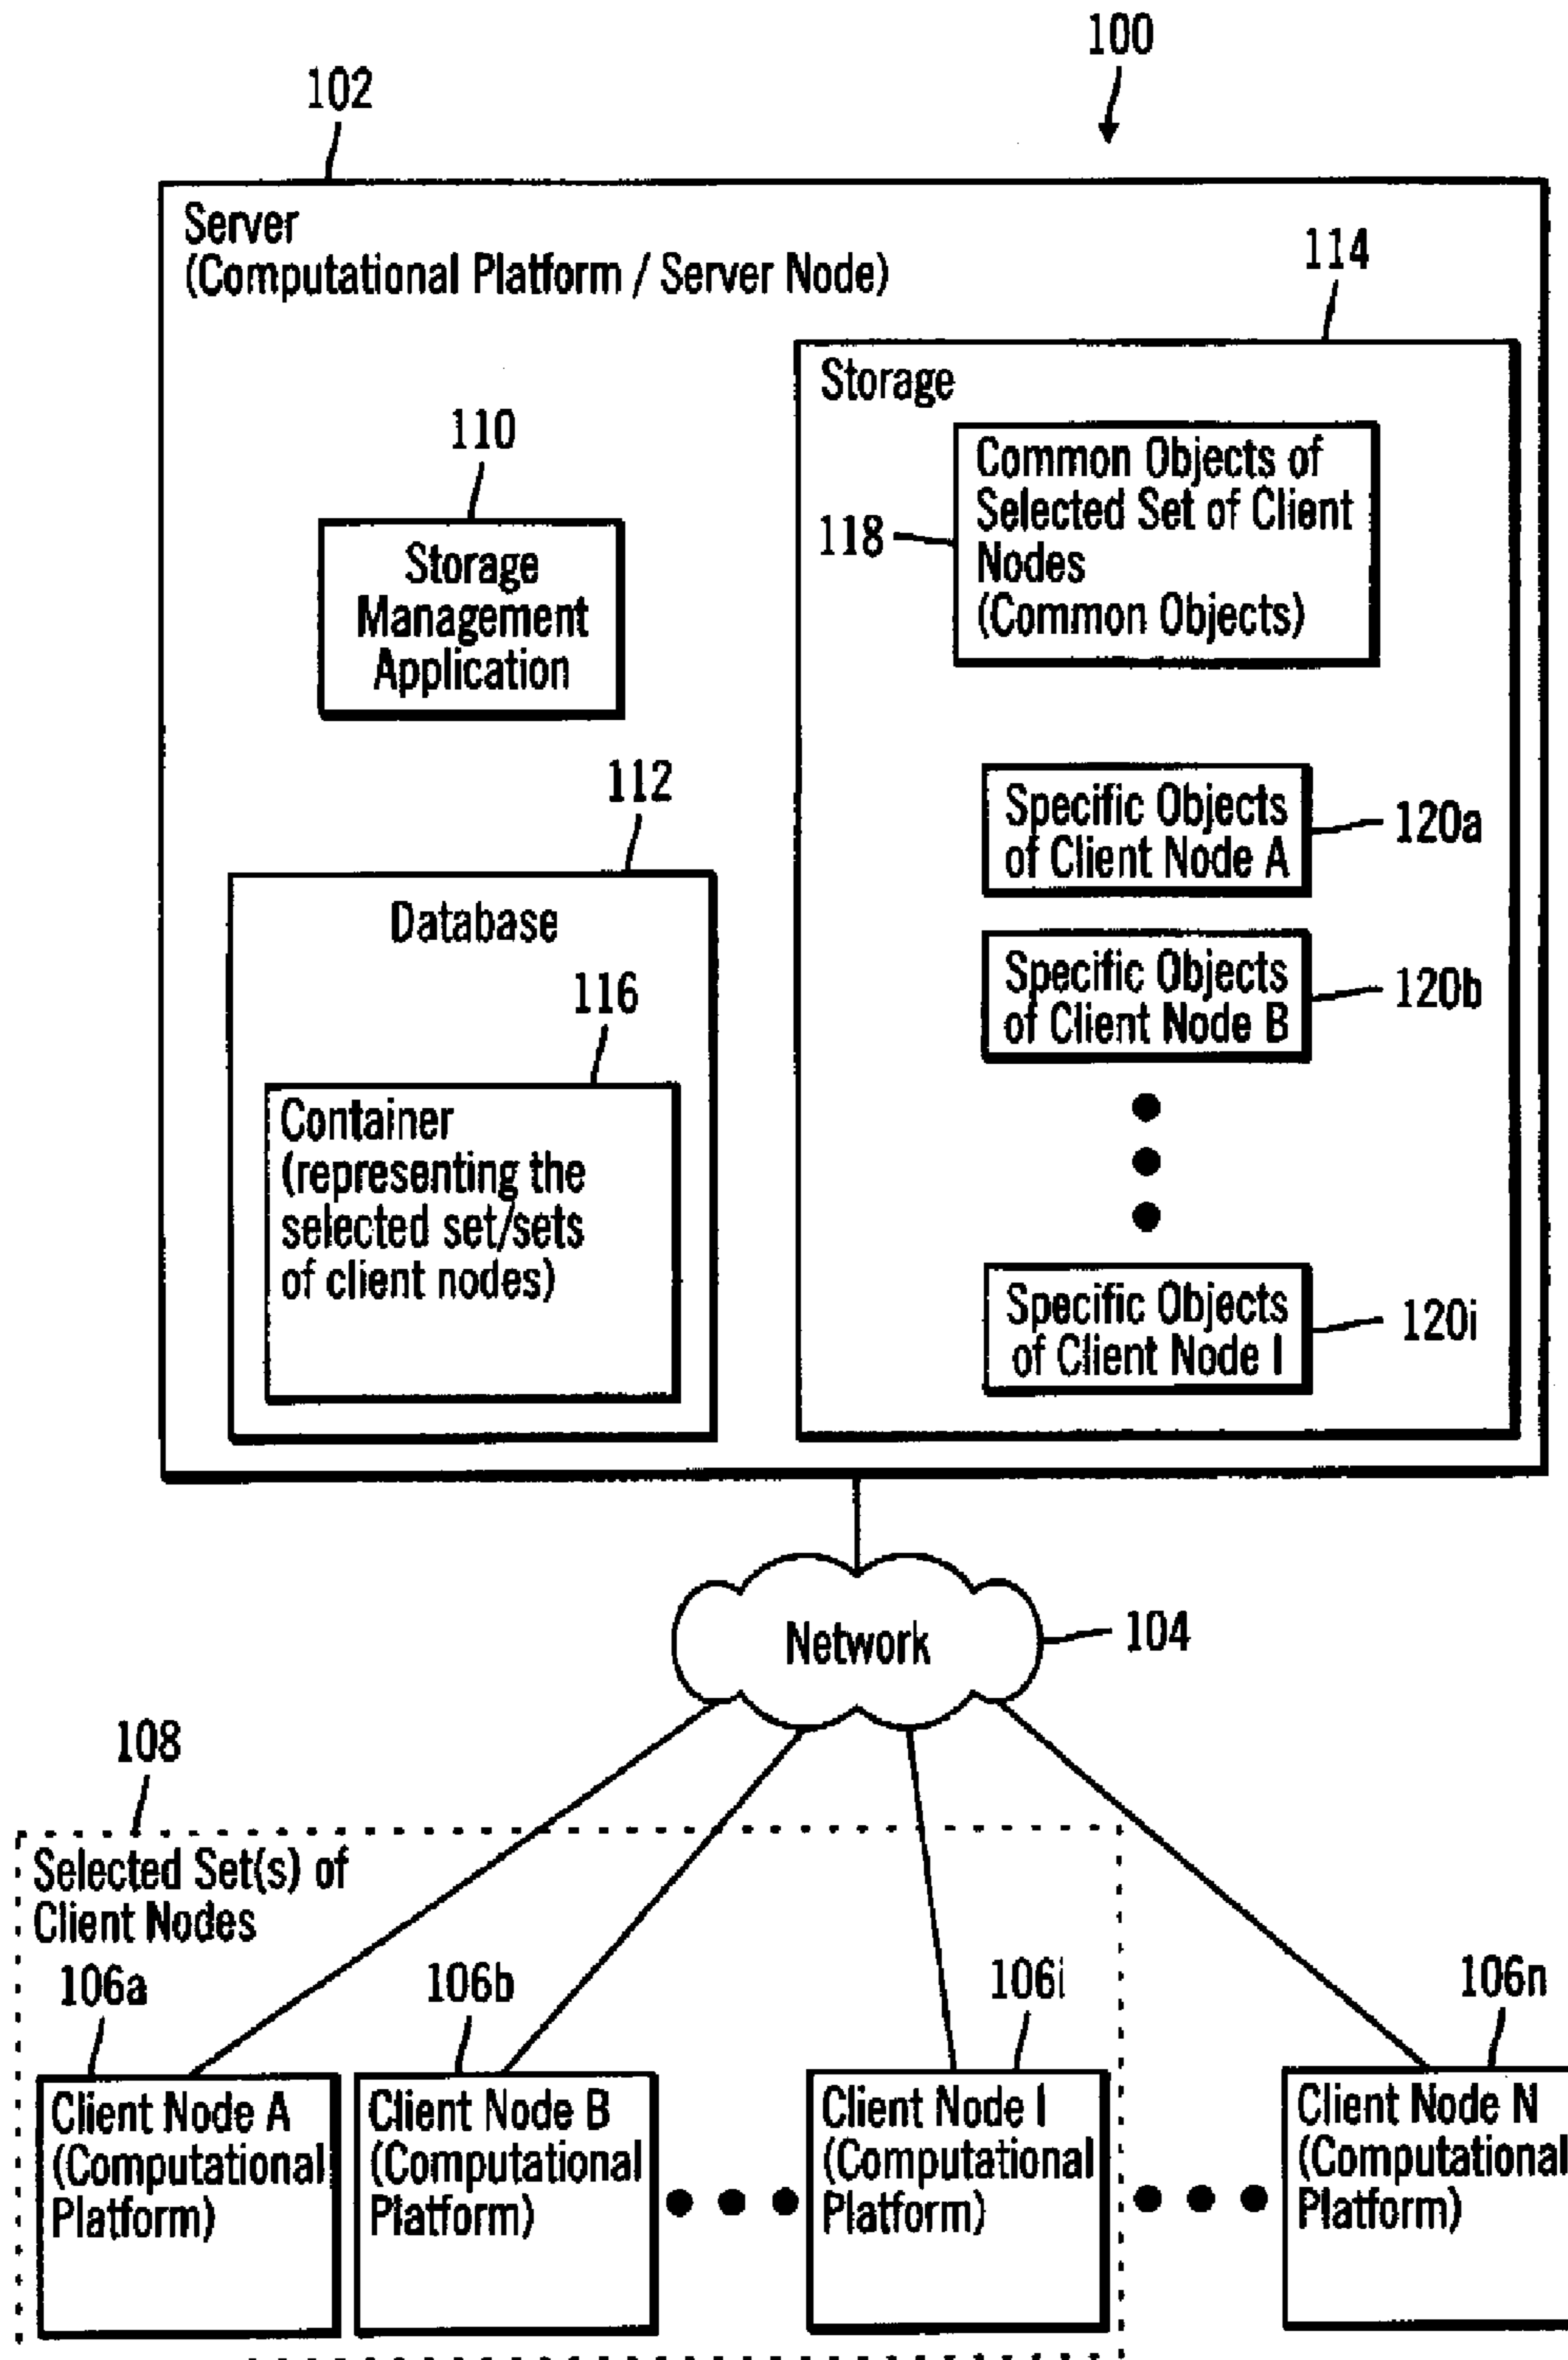 100
102
Server
(Computational Platform / Server Node)
114
Storage
110
Common Objects of
Selected Set of Client
Nodes
(Common Objects)
118
Storage
Management
Application
112
Specific Objects
of Client Node A
120a
Database
Specific Objects
of Client Node B
120b
116
Container
(representing the
selected set/sets
of client nodes)
Specific Objects
of Client Node I
120i
Network
104
108
Selected Set(s) of
Client Nodes
106a
106b
106i
106n
Client Node A
(Computational
Platform)
Client Node B
(Computational
Platform)
Client Node I
(Computational
Platform)
Client Node N
(Computational
Platform)